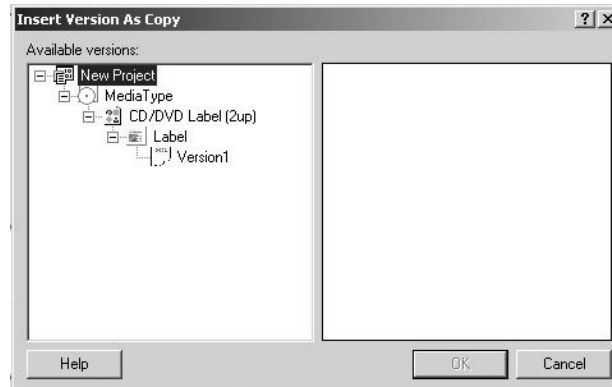 Insert Version As Copy
Available versions:
New Project
MediaType
CD/DVD Label (2up)
Label
Version1
Help
OK
Cancel